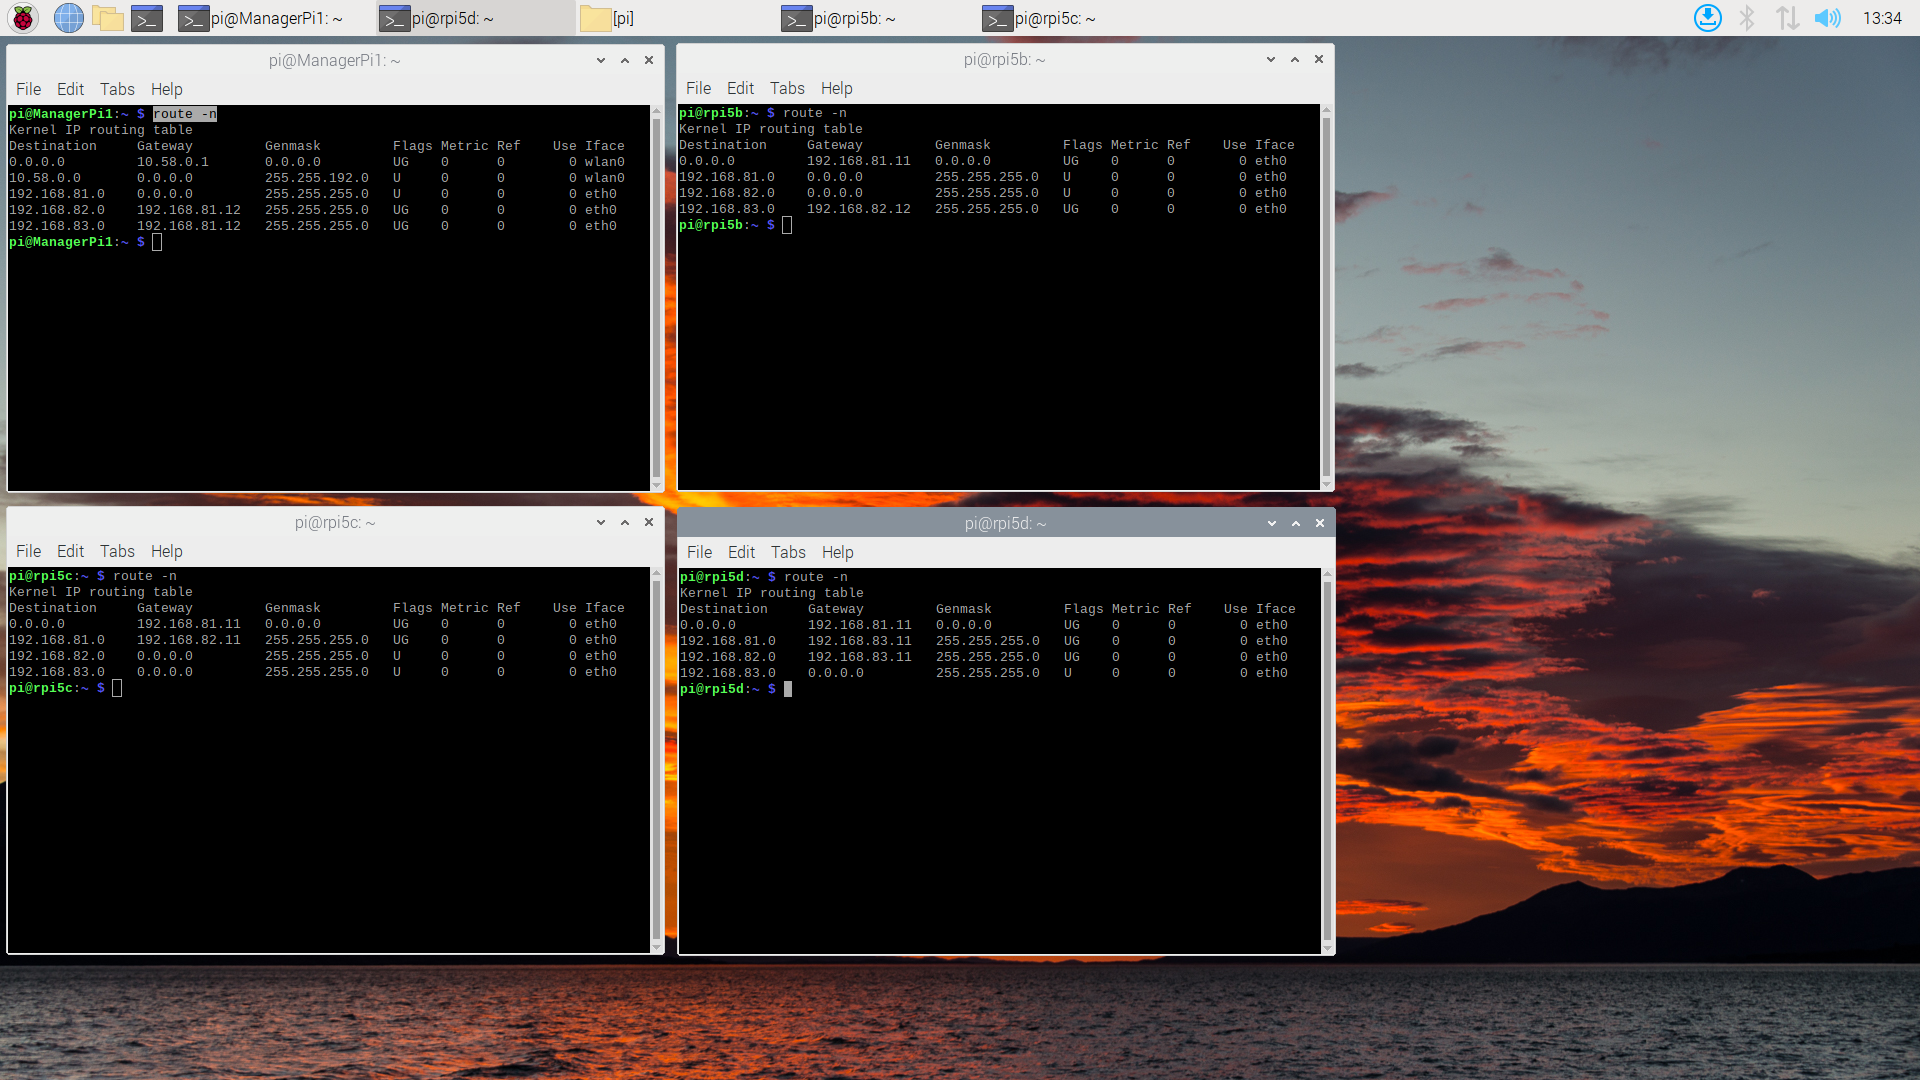 pi@ManagerPi1: ~
pi@rpi5d: ~
[pi]
pi@rpi5b: ~
pi@rpi5c: ~
13:34
pi@ManagerPi1: ~
File Edit Tabs Help
pi@ManagerPi1:~ $ route -n
Kernel IP routing table
Destination Gateway Genmask Flags Metric Ref Use Iface
0.0.0.0 10.58.0.1 0.0.0.0 UG 0 0 0 wlan0
10.58.0.0 0.0.0.0 255.255.192.0 U 0 0 0 wlan0
192.168.81.0 0.0.0.0 255.255.255.0 U 0 0 0 eth0
192.168.82.0 192.168.81.12 255.255.255.0 UG 0 0 0 eth0
192.168.83.0 192.168.81.12 255.255.255.0 UG 0 0 0 eth0
pi@ManagerPi1:~ $
pi@rpi5b: ~
File Edit Tabs Help
pi@rpi5b:~ $ route -n
Kernel IP routing table
Destination Gateway Genmask Flags Metric Ref Use Iface
0.0.0.0 192.168.81.11 0.0.0.0 UG 0 0 0 eth0
192.168.81.0 0.0.0.0 255.255.255.0 U 0 0 0 eth0
192.168.82.0 0.0.0.0 255.255.255.0 U 0 0 0 eth0
192.168.83.0 192.168.82.12 255.255.255.0 UG 0 0 0 eth0
pi@rpi5b:~ $
pi@rpi5c: ~
File Edit Tabs Help
pi@rpi5c:~ $ route -n
Kernel IP routing table
Destination Gateway Genmask Flags Metric Ref Use Iface
0.0.0.0 192.168.81.11 0.0.0.0 UG 0 0 0 eth0
192.168.81.0 192.168.82.11 255.255.255.0 UG 0 0 0 eth0
192.168.82.0 0.0.0.0 255.255.255.0 U 0 0 0 eth0
192.168.83.0 0.0.0.0 255.255.255.0 U 0 0 0 eth0
pi@rpi5c:~ $
pi@rpi5d: ~
File Edit Tabs Help
pi@rpi5d:~ $ route -n
Kernel IP routing table
Destination Gateway Genmask Flags Metric Ref Use Iface
0.0.0.0 192.168.81.11 0.0.0.0 UG 0 0 0 eth0
192.168.81.0 192.168.83.11 255.255.255.0 UG 0 0 0 eth0
192.168.82.0 192.168.83.11 255.255.255.0 UG 0 0 0 eth0
192.168.83.0 0.0.0.0 255.255.255.0 U 0 0 0 eth0
pi@rpi5d:~ $